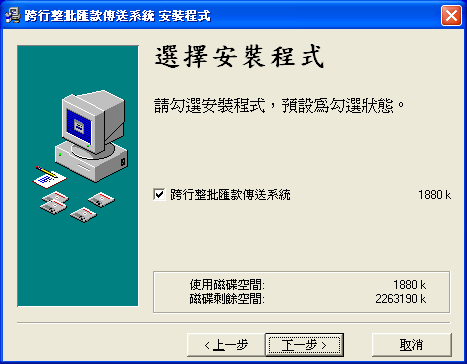 跨行整批匯款傳送系統 安裝程式
選擇安裝程式
請勾選安裝程式，預設為勾選狀態。
跨行整批匯款傳送系統 1880 k
使用磁碟空間: 1880 k
磁碟剩餘空間: 2263190 k
< 上一步 下一步 > 取消